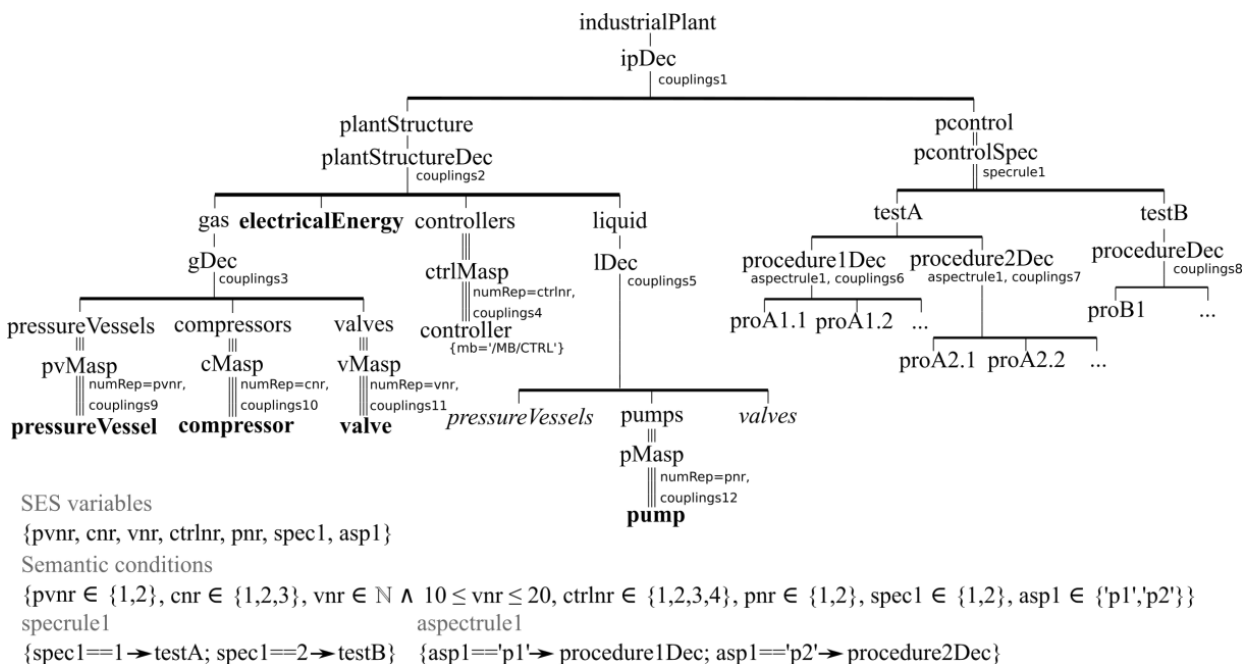 industrialPlant
ipDec
couplings1
plantStructure
pcontrol
plantStructureDec
couplings2
pcontrolSpec
specrule1
gas electricalEnergy controllers liquid
testA testB
gDec
couplings3
ctrlMasp
numRep=ctrlnr,
couplings4
controller
{mb='/MB/CTRL'}
lDec
couplings5
procedure1Dec
aspectrule1, couplings6
procedure2Dec
aspectrule1, couplings7
procedureDec
couplings8
proA1.1 proA1.2 ...
proB1 ...
proA2.1 proA2.2 ...
pressureVessels compressors valves
pvMasp
numRep=pvnr,
couplings9
pressureVessel
cMasp
numRep=cnr,
couplings10
compressor
vMasp
numRep=vnr,
couplings11
valve
pressureVessels pumps valves
pMasp
numRep=pnr,
couplings12
pump
SES variables
{pvnr, cnr, vnr, ctrlnr, pnr, spec1, asp1}
Semantic conditions
{pvnr ∈ {1,2}, cnr ∈ {1,2,3}, vnr ∈ ℕ ∧ 10 ≤ vnr ≤ 20, ctrlnr ∈ {1,2,3,4}, pnr ∈ {1,2}, spec1 ∈ {1,2}, asp1 ∈ {'p1','p2'}}
specrule1
{spec1==1→testA; spec1==2→testB}
aspectrule1
{asp1=='p1'→ procedure1Dec; asp1=='p2'→procedure2Dec}